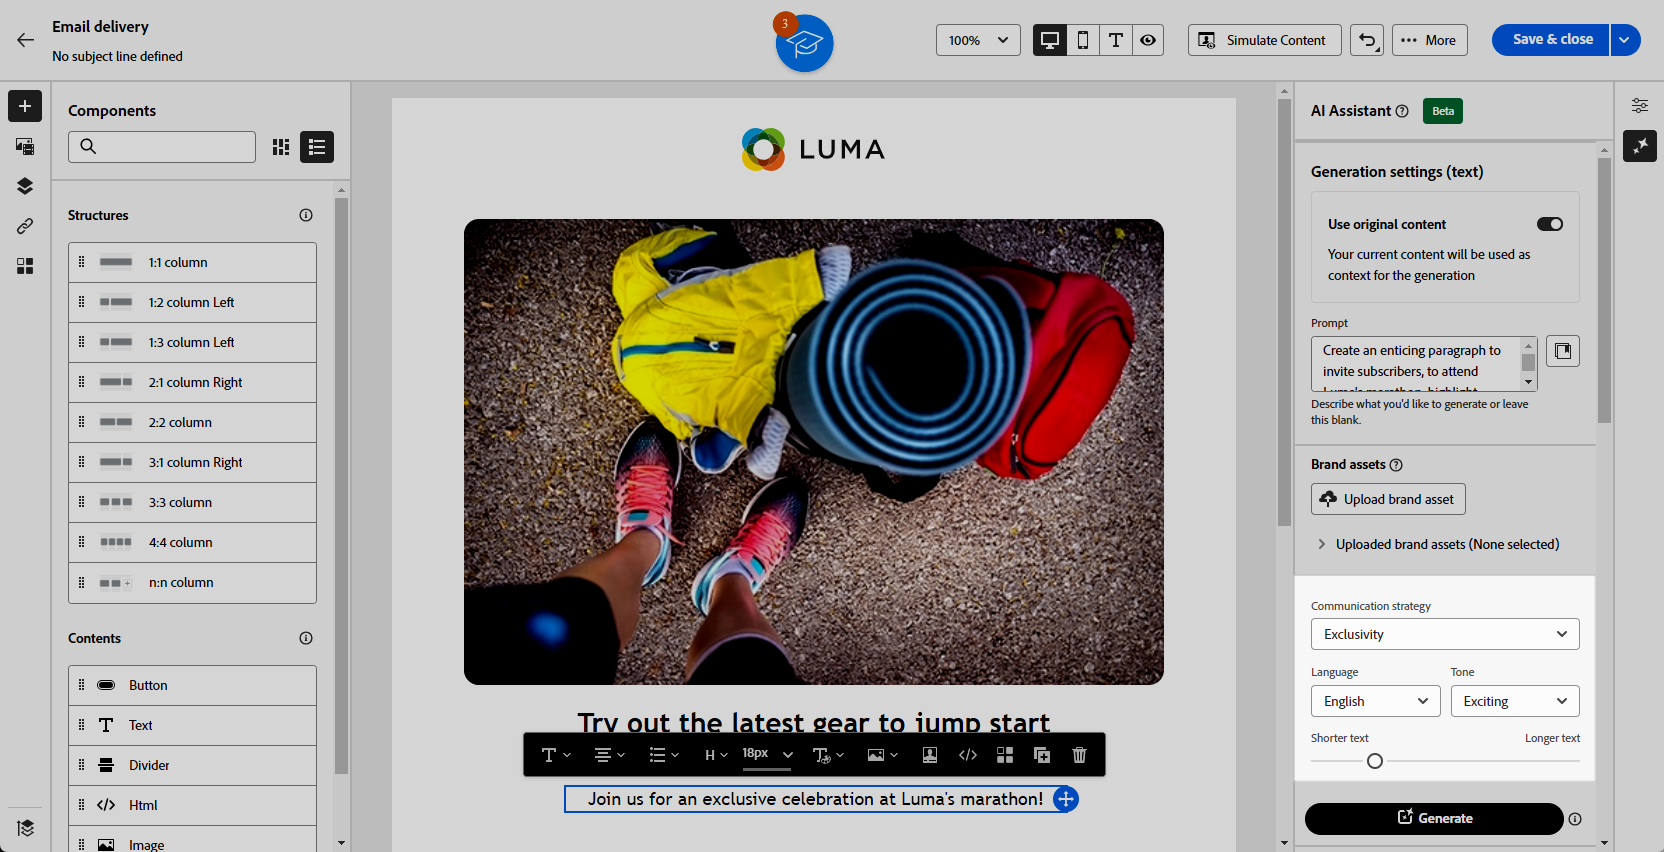 Email delivery
No subject line defined
3
100%
Simulate Content
More
Save & close
Components
Structures
1:1 column
1:2 column Left
1:3 column Left
2:1 column Right
2:2 column
3:1 column Right
3:3 column
4:4 column
n:n column
Contents
Button
Text
Divider
Html
Image
LUMA
Try out the latest gear to jump start
H
18px
Join us for an exclusive celebration at Luma's marathon!
AI Assistant
Beta
Generation settings (text)
Use original content
Your current content will be used as
context for the generation
Prompt
Create an enticing paragraph to
invite subscribers, to attend
Luma's marathon, highlight
Describe what you'd like to generate or leave
this blank.
Brand assets
Upload brand asset
Uploaded brand assets (None selected)
Communication strategy
Exclusivity
Language
Tone
English
Exciting
Shorter text
Longer text
Generate